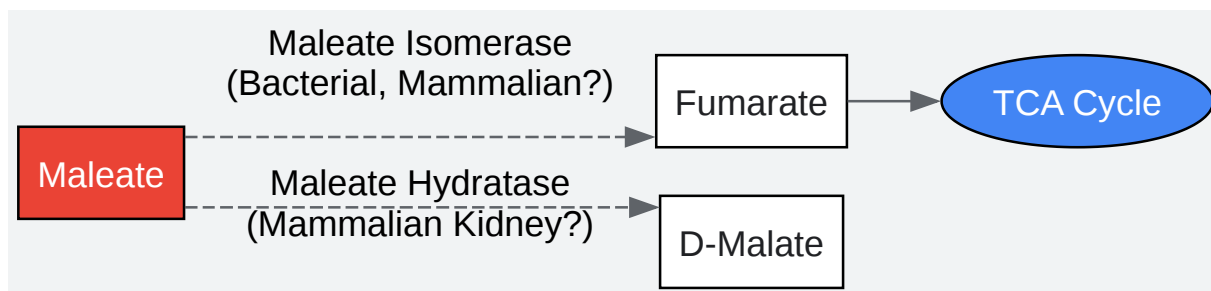 Maleate Isomerase
(Bacterial, Mammalian?)
Fumarate
TCA Cycle
Maleate
Maleate Hydratase
(Mammalian Kidney?)
D-Malate